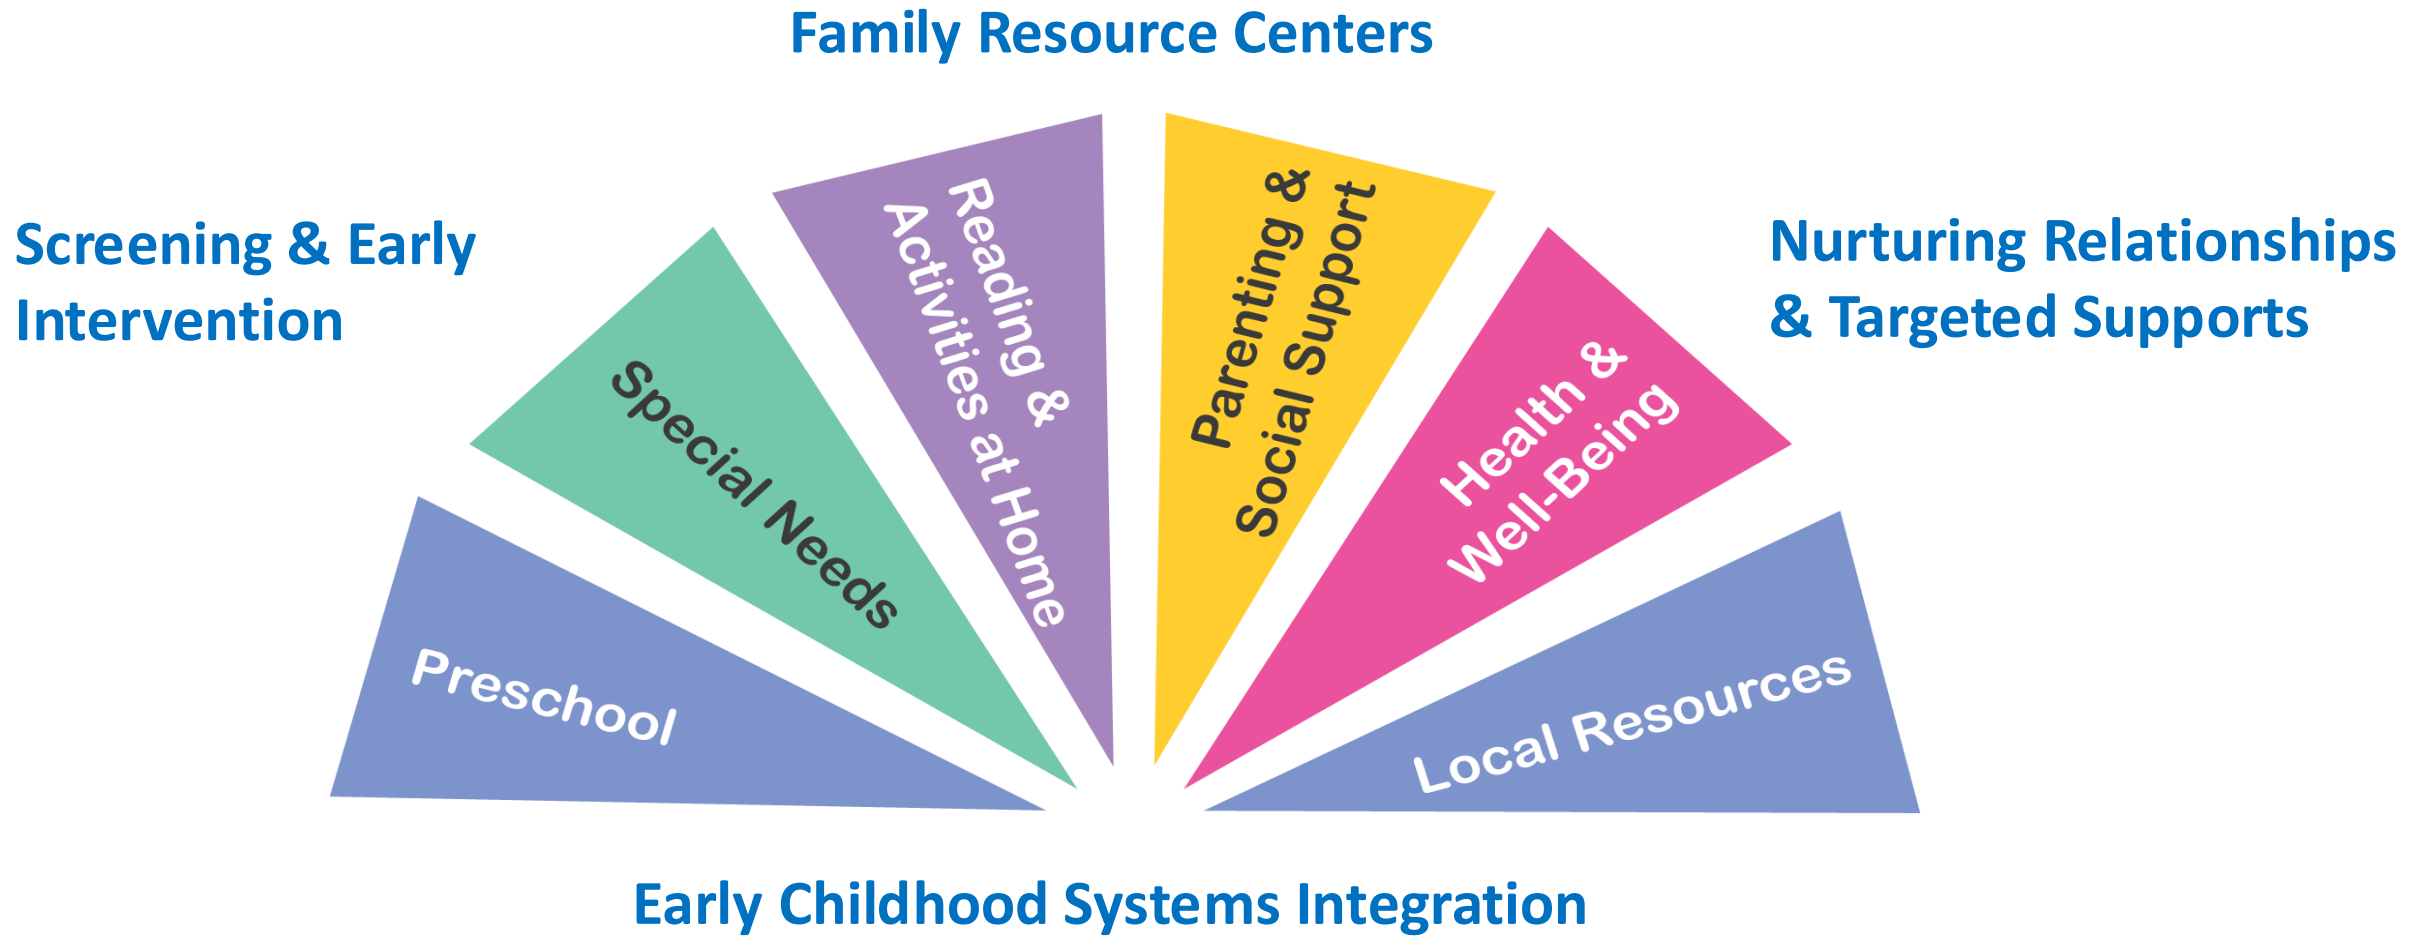 Family Resource Centers
Screening & Early
Intervention
Nurturing Relationships
& Targeted Supports
Preschool
Special Needs
Reading &
Activities at Home
Parenting &
Social Support
Health &
Well-Being
Local Resources
Early Childhood Systems Integration